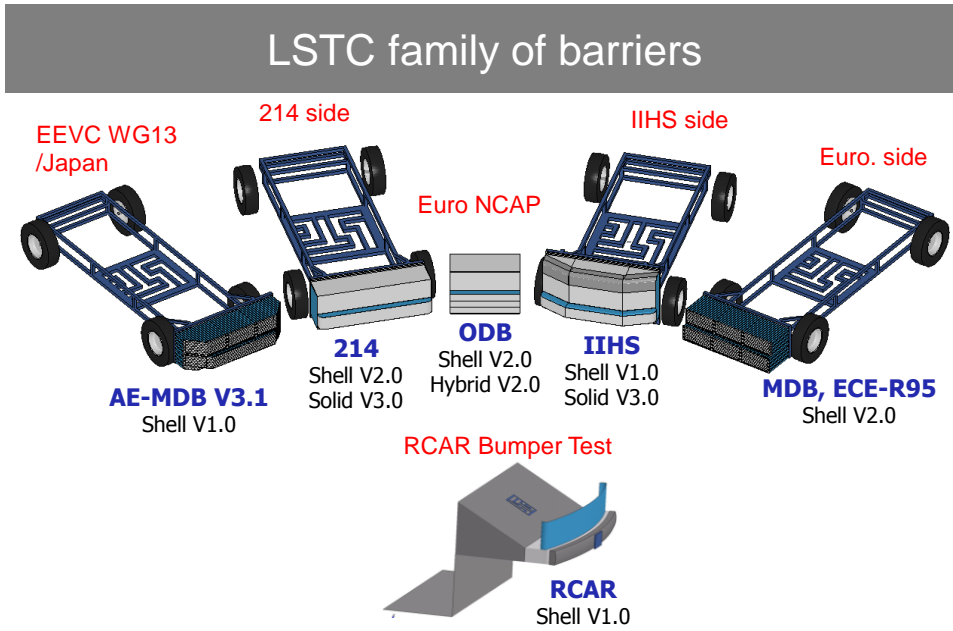 LSTC family of barriers
EEVC WG13
/Japan
214 side
IIHS side
Euro. side
Euro NCAP
AE-MDB V3.1
Shell V1.0
214
Shell V2.0
Solid V3.0
ODB
Shell V2.0
Hybrid V2.0
IIHS
Shell V1.0
Solid V3.0
MDB, ECE-R95
Shell V2.0
RCAR Bumper Test
RCAR
Shell V1.0